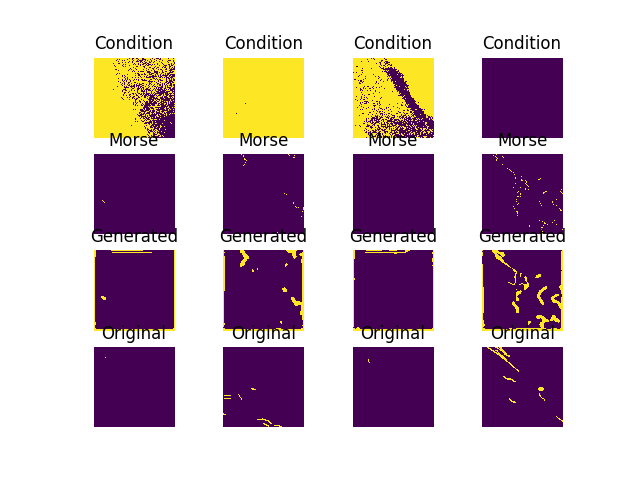 Condition Condition Condition Condition
Morse Morse Morse Morse
Generated Generated Generated Generated
Original Original Original Original